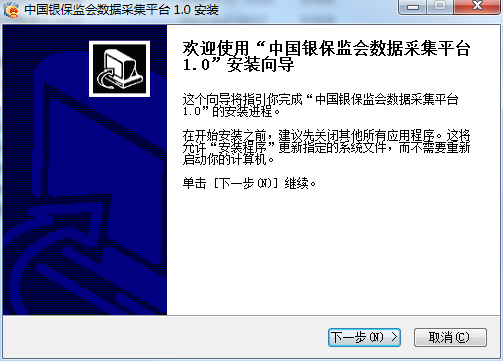 中国银保监会数据采集平台 1.0 安装
欢迎使用“中国银保监会数据采集平台
1.0”安装向导
这个向导将指引你完成“中国银保监会数据采集平台
1.0”的安装进程。
在开始安装之前，建议先关闭其他所有应用程序。这将
允许“安装程序”更新指定的系统文件，而不需要重新
启动你的计算机。
单击 [下一步(N)] 继续。
下一步(N) >
取消(C)